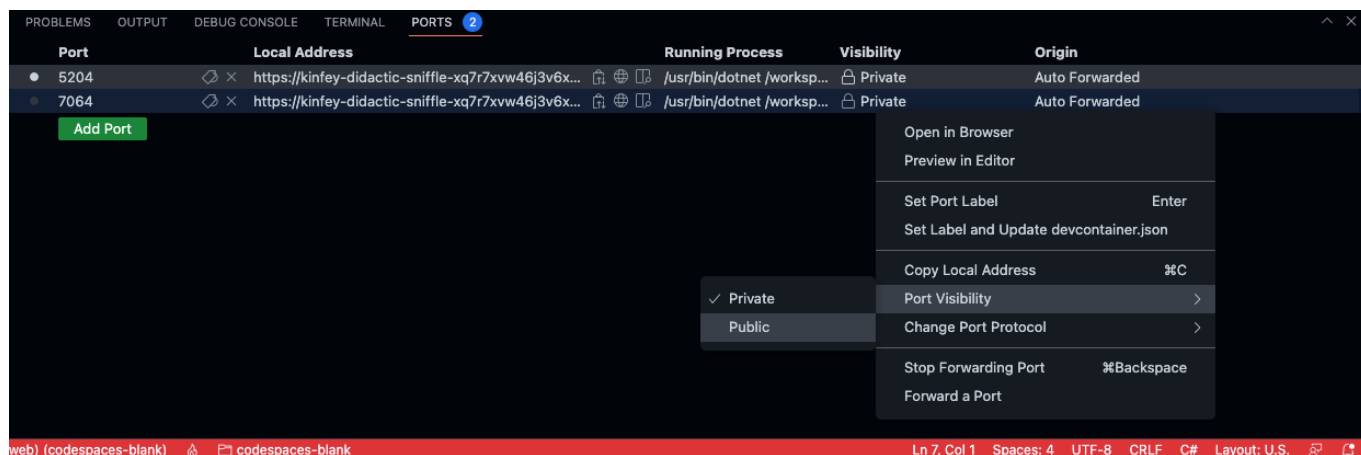 PROBLEMS OUTPUT DEBUG CONSOLE TERMINAL PORTS 2
Port Local Address Running Process Visibility Origin
5204 https://kinfey-didactic-sniffle-xq7r7xvw46j3v6x... /usr/bin/dotnet /worksp... Private Auto Forwarded
7064 https://kinfey-didactic-sniffle-xq7r7xvw46j3v6x... /usr/bin/dotnet /worksp... Private Auto Forwarded
Add Port
Open in Browser
Preview in Editor
Set Port Label Enter
Set Label and Update devcontainer.json
Copy Local Address ⌘C
Private
Port Visibility
Public
Change Port Protocol
Stop Forwarding Port ⌘Backspace
Forward a Port
web) (codespaces-blank) codespaces-blank Ln 7, Col 1 Spaces: 4 UTF-8 CRLF C# Layout: U.S.